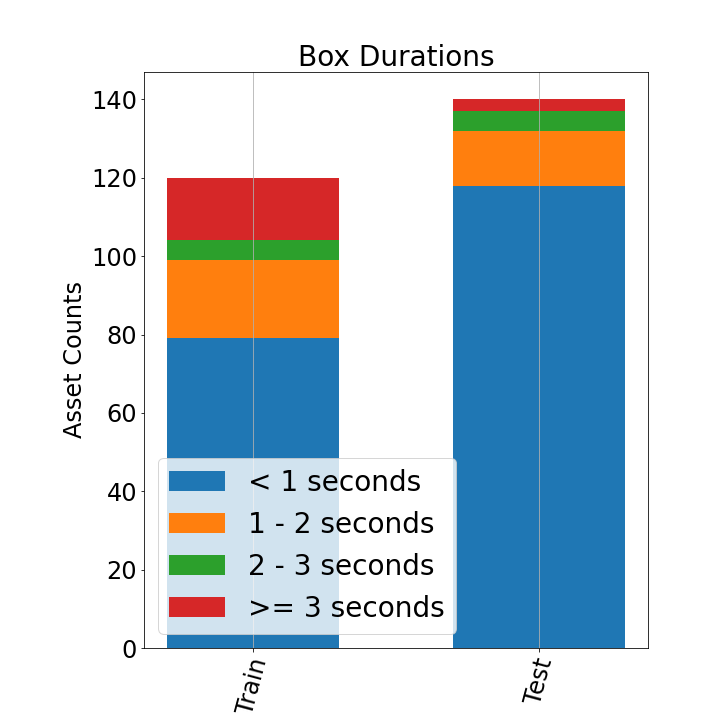 Box Durations
Asset Counts
140
120
100
80
60
40
20
0
< 1 seconds
1 - 2 seconds
2 - 3 seconds
>= 3 seconds
Train
Test